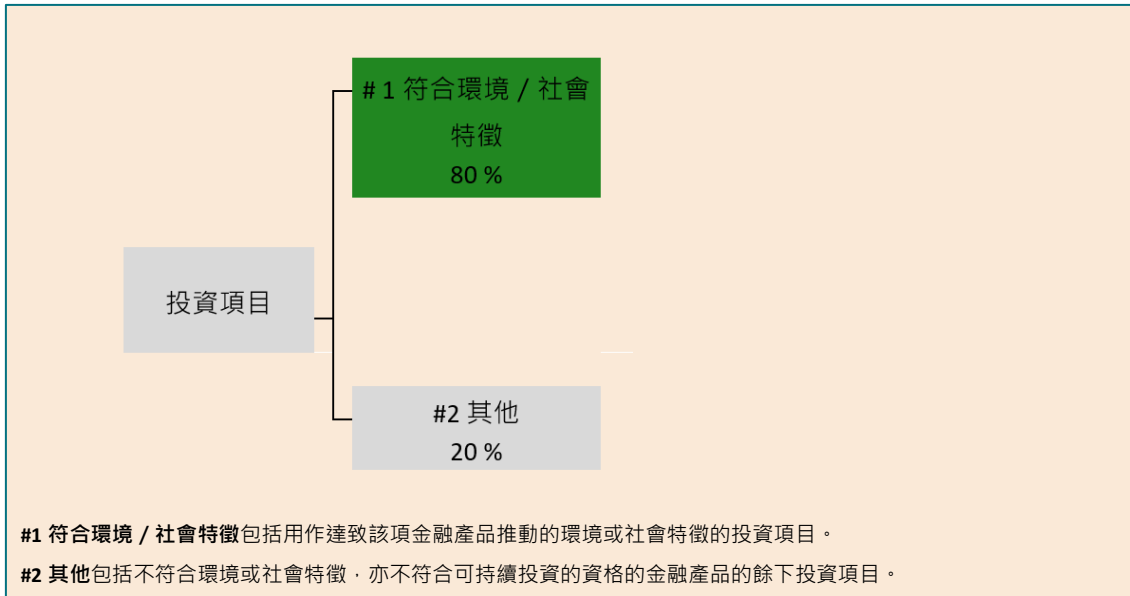 # 1 符合環境 / 社會
特徵
80 %
投資項目
#2 其他
20 %
#1 符合環境 / 社會特徵包括用作達致該項金融產品推動的環境或社會特徵的投資項目。
#2 其他包括不符合環境或社會特徵，亦不符合可持續投資的資格的金融產品的餘下投資項目。